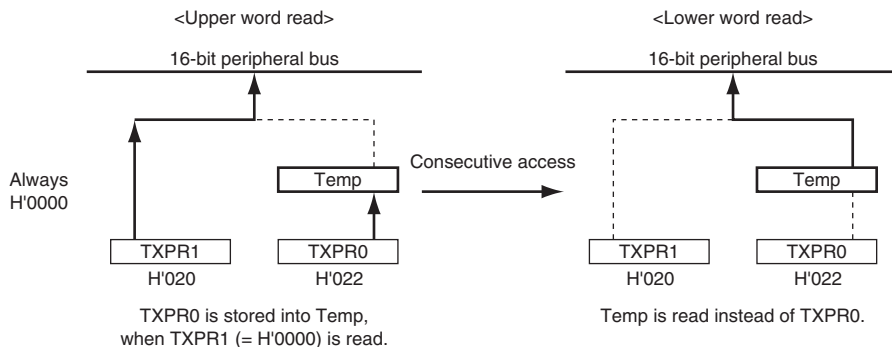 <Upper word read>
16-bit peripheral bus
Always
H'0000
Temp
TXPR1
TXPR0
H'020
H'022
TXPR0 is stored into Temp,
when TXPR1 (= H'0000) is read.
Consecutive access
<Lower word read>
16-bit peripheral bus
Temp
TXPR1
TXPR0
H'020
H'022
Temp is read instead of TXPR0.